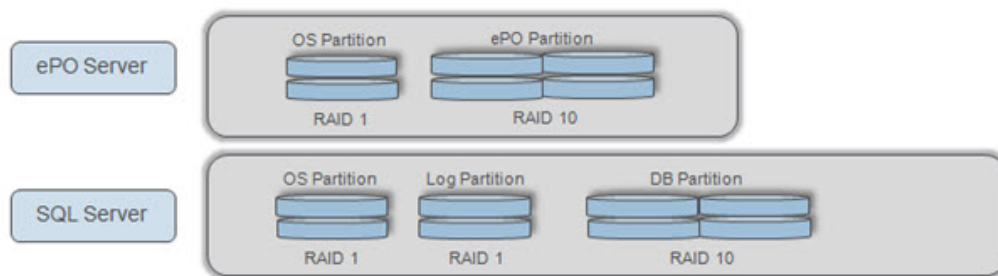 OS Partition ePO Partition
ePO Server
RAID 1 RAID 10
OS Partition Log Partition DB Partition
SQL Server
RAID 1 RAID 1 RAID 10